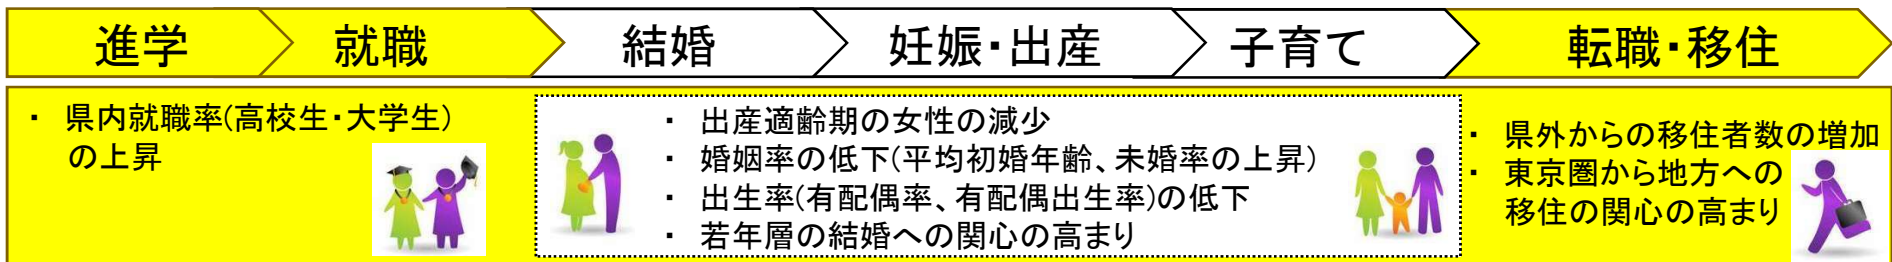 進学
就職
結婚
妊娠・出産
子育て
転職・移住
・ 県内就職率(高校生・大学生)
の上昇
・ 出産適齢期の女性の減少
・ 婚姻率の低下(平均初婚年齢、未婚率の上昇)
・ 出生率(有配偶率、有配偶出生率)の低下
・ 若年層の結婚への関心の高まり
・ 県外からの移住者数の増加
・ 東京圏から地方への
移住の関心の高まり